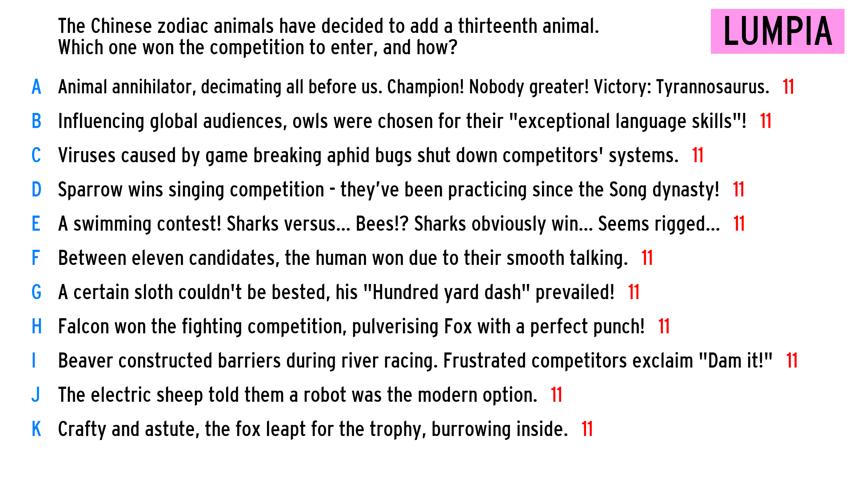 The Chinese zodiac animals have decided to add a thirteenth animal.
Which one won the competition to enter, and how?
LUMPIA
A Animal annihilator, decimating all before us. Champion! Nobody greater! Victory: Tyrannosaurus. 11
B Influencing global audiences, owls were chosen for their "exceptional language skills"! 11
C Viruses caused by game breaking aphid bugs shut down competitors' systems. 11
D Sparrow wins singing competition - they've been practicing since the Song dynasty! 11
E A swimming contest! Sharks versus... Bees!? Sharks obviously win... Seems rigged... 11
F Between eleven candidates, the human won due to their smooth talking. 11
G A certain sloth couldn't be bested, his "Hundred yard dash" prevailed! 11
H Falcon won the fighting competition, pulverising Fox with a perfect punch! 11
I Beaver constructed barriers during river racing. Frustrated competitors exclaim "Dam it!" 11
J The electric sheep told them a robot was the modern option. 11
K Crafty and astute, the fox leapt for the trophy, burrowing inside. 11